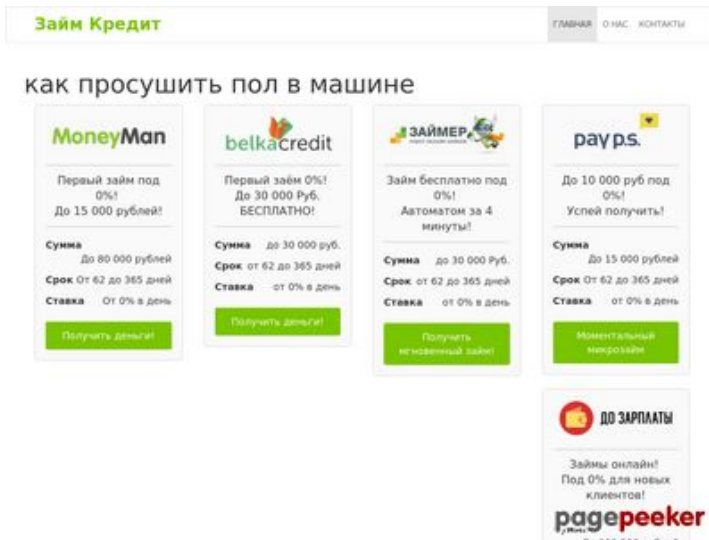 Займ Кредит
ГЛАВНАЯ О НАС КОНТАКТЫ
как просушить пол в машине
MoneyMan
Первый займ под
0%!
До 15 000 рублей!
Сумма
До 80 000 рублей
Срок От 62 до 365 дней
Ставка От 0% в день
Получить деньги!
belkacredit
Первый заём 0%!
До 30 000 Руб.
БЕСПЛАТНО!
Сумма до 30 000 руб.
Срок от 62 до 365 дней
Ставка от 0% в день
Получить деньги!
ЗАЙМЕР
Займ бесплатно под
0%!
Автоматом за 4
минуты!
Сумма до 30 000 Руб.
Срок от 62 до 365 дней
Ставка от 0% в день
Получить
мгновенный займ!
pay p.s.
До 10 000 руб под
0%!
Успей получить!
Сумма
До 15 000 рублей
Срок От 62 до 365 дней
Ставка От 0% в день
Моментальный
микрозайм
ДО ЗАРПЛАТЫ
Займы онлайн!
Под 0% для новых
клиентов!
pagepeeker